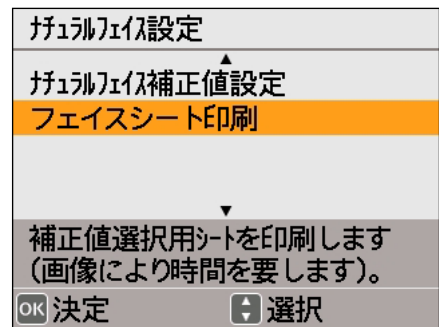 ﾅﾁｭﾗﾙﾌｪｲｽ設定
▲
ﾅﾁｭﾗﾙﾌｪｲｽ補正値設定
フェイスシート印刷
▼
補正値選択用ｼｰﾄを印刷します
(画像により時間を要します)。
OK 決定 選択